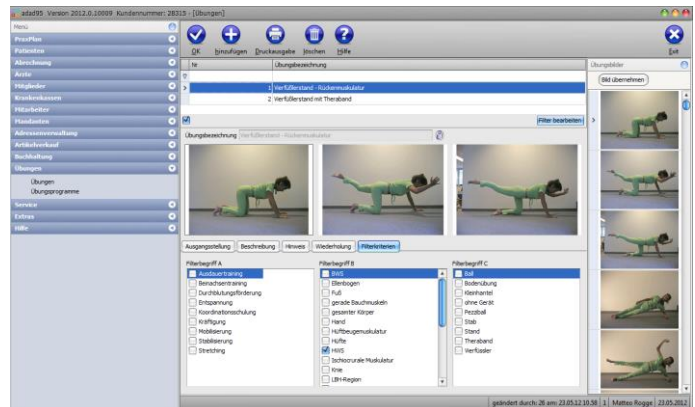 adad95 Version 2012.0.10009 Kundennummer: 28315 - [Übungen]
Menü
PraxPlan
Patienten
Abrechnung
Ärzte
Mitglieder
Krankenkassen
Mitarbeiter
Mandanten
Adressenverwaltung
Artikelverkauf
Buchhaltung
Übungen
Übungen
Übungsprogramme
Service
Extras
Hilfe
OK Hinzufügen Druckausgabe löschen Hilfe Exit
Nr Übungsbezeichnung
1 Vierfüßlerstand - Rückenmuskulatur
2 Vierfüßlerstand mit Theraband
Filter bearbeiten
Übungsbezeichnung Vierfüßlerstand - Rückenmuskulatur
Ausgangsstellung Beschreibung Hinweis Wiederholung Filterkriterien
Filterbegriff A
Ausdauertraining
Beinachsentraining
Durchblutungsförderung
Entspannung
Koordinationsschulung
Kräftigung
Mobilisierung
Stabilisierung
Stretching
Filterbegriff B
BWS
Ellenbogen
Fuß
gerade Bauchmuskeln
gesamter Körper
Hand
Hüftbeugemuskulatur
Hüfte
HWS
Ischiocrurale Muskulatur
Knie
LBH-Region
Filterbegriff C
Ball
Bodenübung
Kleinhantel
ohne Gerät
Pezziball
Stab
Stand
Theraband
Vierfüssler
Übungsbilder
Bild übernehmen
geändert durch: 26 am: 23.05.12 10:56 1 Matteo Rogge 23.05.2012